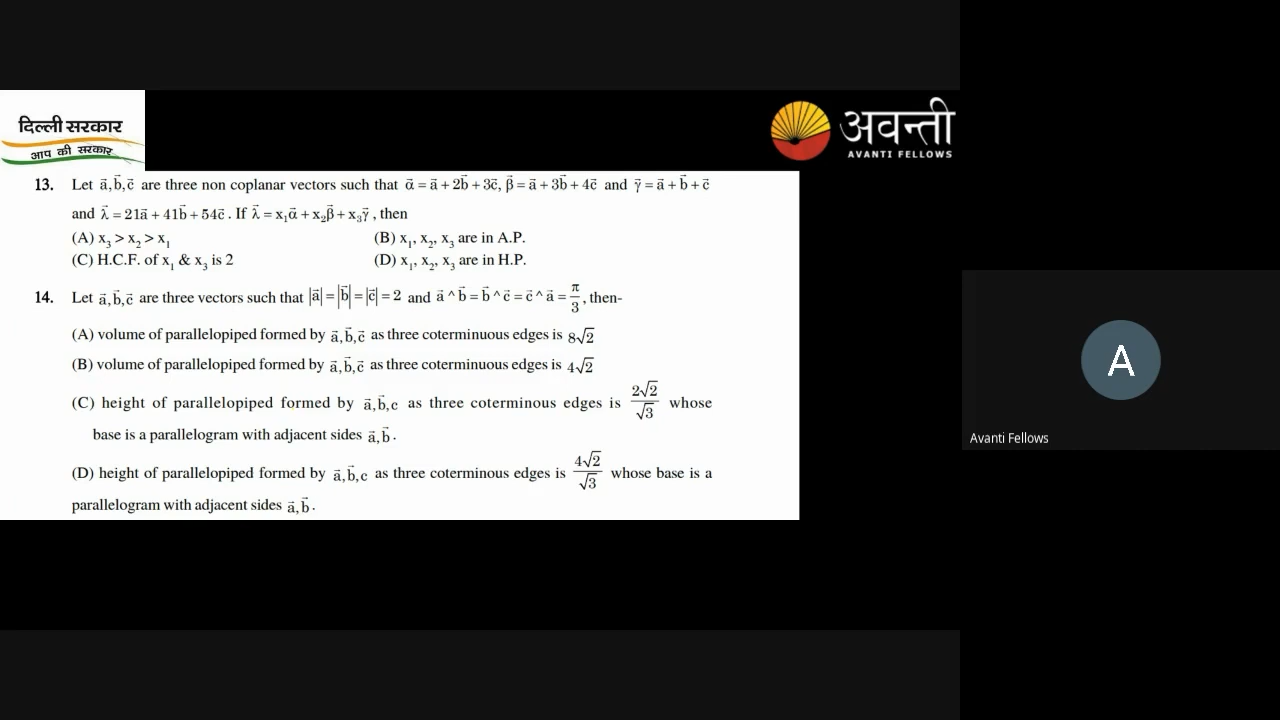 दिल्ली सरकार
आप की सरकार
अवन्ती
AVANTI FELLOWS
13. Let a⃗, b⃗, c⃗ are three non coplanar vectors such that α⃗ = a⃗ + 2b⃗ + 3c⃗, β⃗ = a⃗ + 3b⃗ + 4c⃗ and γ⃗ = a⃗ + b⃗ + c⃗
and λ⃗ = 21a⃗ + 41b⃗ + 54c⃗. If λ⃗ = x₁α⃗ + x₂β⃗ + x₃γ⃗, then
(A) x₃ > x₂ > x₁ (B) x₁, x₂, x₃ are in A.P.
(C) H.C.F. of x₁ & x₃ is 2 (D) x₁, x₂, x₃ are in H.P.
14. Let a⃗, b⃗, c⃗ are three vectors such that |a⃗| = |b⃗| = |c⃗| = 2 and a⃗ ^ b⃗ = b⃗ ^ c⃗ = c⃗ ^ a⃗ = π/3, then-
(A) volume of parallelopiped formed by a⃗, b⃗, c⃗ as three coterminuous edges is 8√2
(B) volume of parallelopiped formed by a⃗, b⃗, c⃗ as three coterminuous edges is 4√2
(C) height of parallelopiped formed by a⃗, b⃗, c as three coterminous edges is 2√2/√3 whose
base is a parallelogram with adjacent sides a⃗, b⃗.
(D) height of parallelopiped formed by a⃗, b⃗, c as three coterminous edges is 4√2/√3 whose base is a
parallelogram with adjacent sides a⃗, b⃗.
A
Avanti Fellows